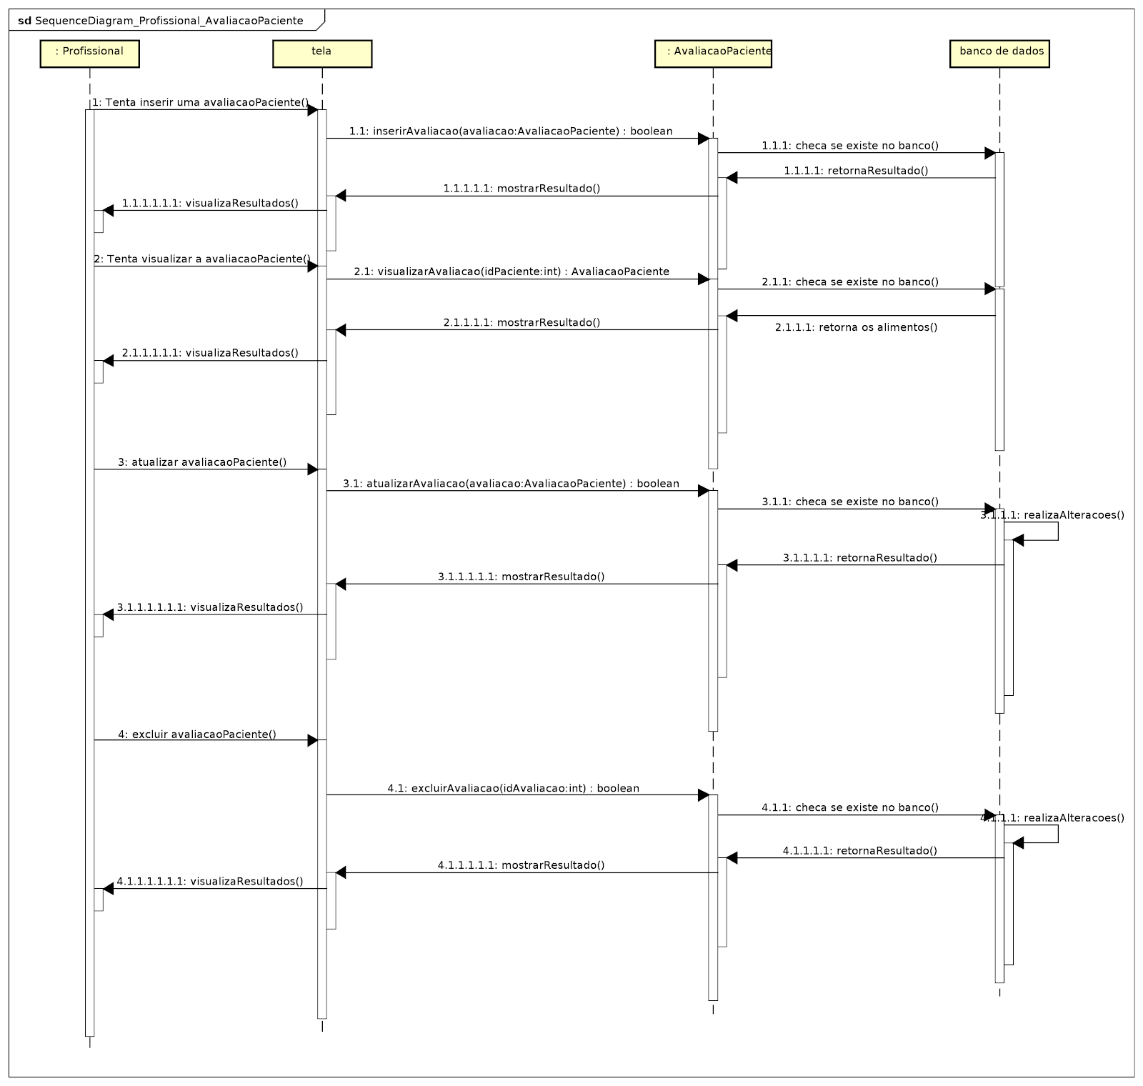 sd SequenceDiagram_Profissional_AvaliacaoPaciente
: Profissional
tela
: AvaliacaoPaciente
banco de dados
1: Tenta inserir uma avaliacaoPaciente()
1.1: inserirAvaliacao(avaliacao:AvaliacaoPaciente) : boolean
1.1.1: checa se existe no banco()
1.1.1.1: retornaResultado()
1.1.1.1.1: mostrarResultado()
1.1.1.1.1.1: visualizaResultados()
2: Tenta visualizar a avaliacaoPaciente()
2.1: visualizarAvaliacao(idPaciente:int) : AvaliacaoPaciente
2.1.1: checa se existe no banco()
2.1.1.1: retorna os alimentos()
2.1.1.1.1: mostrarResultado()
2.1.1.1.1.1: visualizaResultados()
3: atualizar avaliacaoPaciente()
3.1: atualizarAvaliacao(avaliacao:AvaliacaoPaciente) : boolean
3.1.1: checa se existe no banco()
3.1.1.1: realizaAlteracoes()
3.1.1.1.1: retornaResultado()
3.1.1.1.1.1: mostrarResultado()
3.1.1.1.1.1.1: visualizaResultados()
4: excluir avaliacaoPaciente()
4.1: excluirAvaliacao(idAvaliacao:int) : boolean
4.1.1: checa se existe no banco()
4.1.1.1: realizaAlteracoes()
4.1.1.1.1: retornaResultado()
4.1.1.1.1.1: mostrarResultado()
4.1.1.1.1.1.1: visualizaResultados()